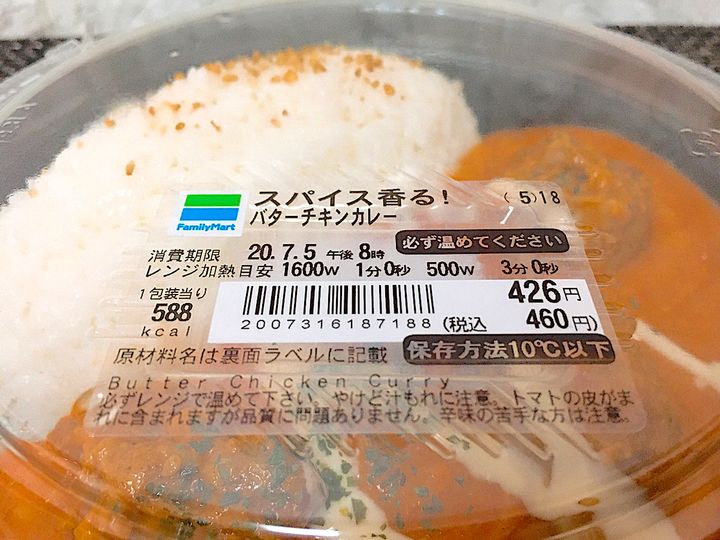 FamilyMart
スパイス香る!
(5)18
バターチキンカレー
必ず温めてください
消費期限 20.7.5 午後8時
レンジ加熱目安 1600W 1分0秒 500W 3分0秒
1包装当り
588
kcal
426円
2007316187188
(税込 460円)
原材料名は裏面ラベルに記載
保存方法10℃以下
Butter Chicken Curry
必ずレンジで温めて下さい。やけど汁もれに注意。トマトの皮がま
れに含まれますが品質に問題ありません。辛味の苦手な方は注意。